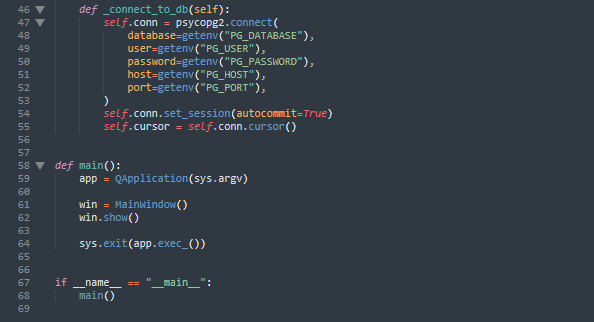 46 def _connect_to_db(self):
47 self.conn = psycopg2.connect(
48 database=getenv("PG_DATABASE"),
49 user=getenv("PG_USER"),
50 password=getenv("PG_PASSWORD"),
51 host=getenv("PG_HOST"),
52 port=getenv("PG_PORT"),
53 )
54 self.conn.set_session(autocommit=True)
55 self.cursor = self.conn.cursor()
56
57
58 def main():
59 app = QApplication(sys.argv)
60
61 win = MainWindow()
62 win.show()
63
64 sys.exit(app.exec_())
65
66
67 if __name__ == "__main__":
68 main()
69